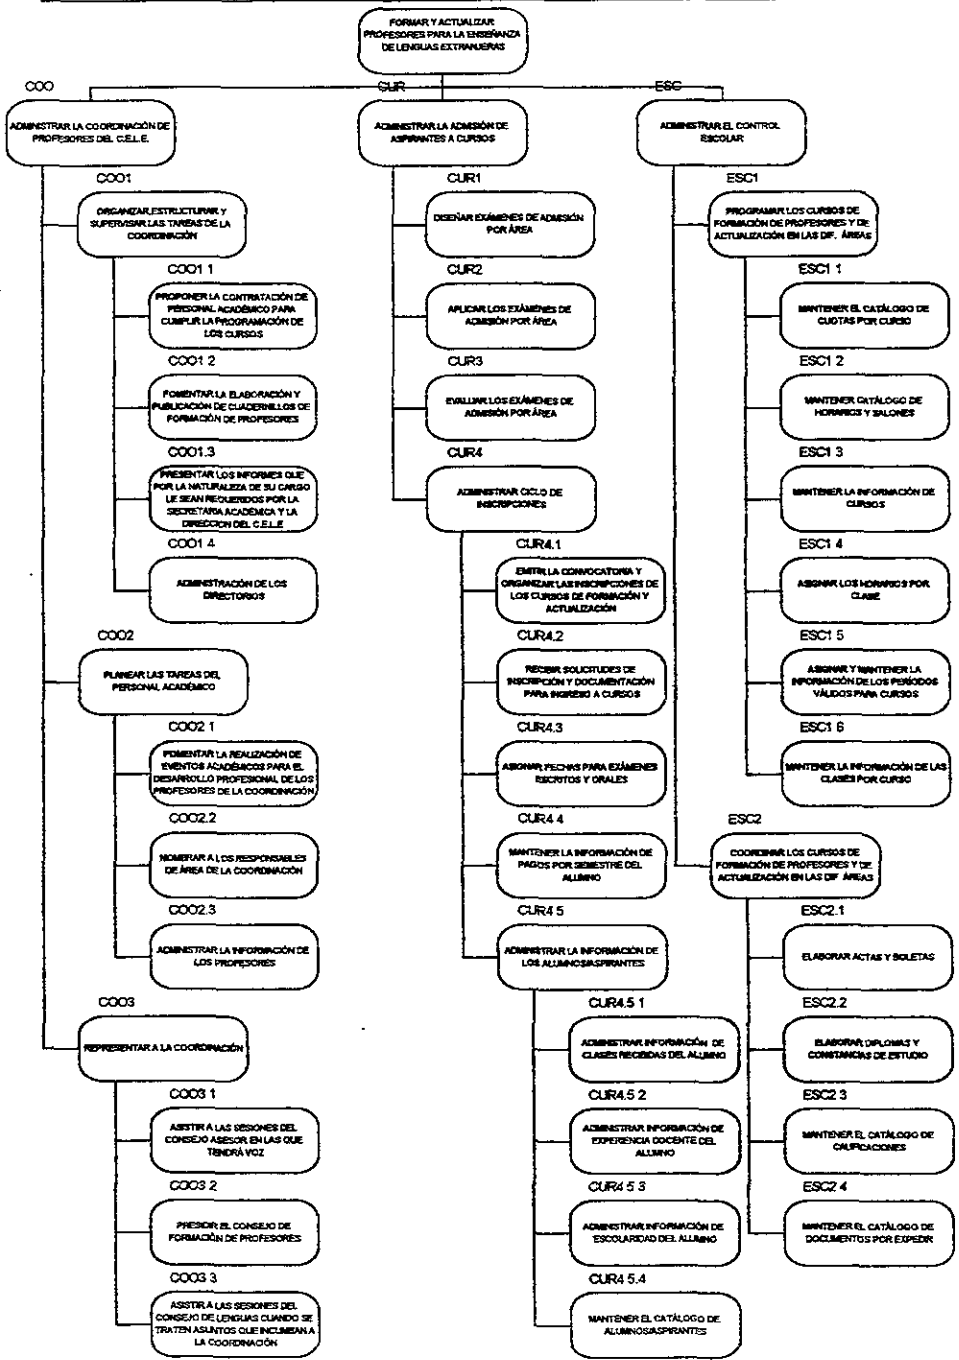 FORMAR Y ACTUALIZAR
PROFESORES PARA LA ENSEÑANZA
DE LENGUAS EXTRANJERAS
COO
ADMINISTRAR LA COORDINACIÓN DE
PROFESORES DEL C.E.L.E.
COO1
ORGANIZAR, ESTRUCTURAR Y
SUPERVISAR LAS TAREAS DE LA
COORDINACIÓN
COO1 1
PROPONER LA CONTRATACIÓN DE
PERSONAL ACADÉMICO PARA
CUMPLIR LA PROGRAMACIÓN DE
LOS CURSOS
COO1 2
FOMENTAR LA ELABORACIÓN Y
PUBLICACIÓN DE CUADERNILLOS DE
FORMACIÓN DE PROFESORES
COO1.3
PRESENTAR LOS INFORMES QUE
POR LA NATURALEZA DE SU CARGO
LE SEAN REQUERIDOS POR LA
SECRETARIA ACADÉMICA Y LA
DIRECCION DEL C.E.L.E
COO1 4
ADMINISTRACIÓN DE LOS
DIRECTORIOS
COO2
PLANEAR LAS TAREAS DEL
PERSONAL ACADÉMICO
COO2 1
FOMENTAR LA REALIZACIÓN DE
EVENTOS ACADÉMICOS PARA EL
DESARROLLO PROFESIONAL DE LOS
PROFESORES DE LA COORDINACIÓN
COO2.2
NOMBRAR A LOS RESPONSABLES
DE ÁREA DE LA COORDINACIÓN
COO2.3
ADMINISTRAR LA INFORMACIÓN DE
LOS PROFESORES
COO3
REPRESENTAR A LA COORDINACIÓN
COO3 1
ASISTIR A LAS SESIONES DEL
CONSEJO ASESOR EN LAS QUE
TENDRÁ VOZ
COO3 2
PRESIDIR EL CONSEJO DE
FORMACIÓN DE PROFESORES
COO3 3
ASISTIR A LAS SESIONES DEL
CONSEJO DE LENGUAS CUANDO SE
TRATEN ASUNTOS QUE INCUMBAN A
LA COORDINACIÓN
CUR
ADMINISTRAR LA ADMISIÓN DE
ASPIRANTES A CURSOS
CUR1
DISEÑAR EXÁMENES DE ADMISIÓN
POR ÁREA
CUR2
APLICAR LOS EXÁMENES DE
ADMISIÓN POR ÁREA
CUR3
EVALUAR LOS EXÁMENES DE
ADMISIÓN POR ÁREA
CUR4
ADMINISTRAR CICLO DE
INSCRIPCIONES
CUR4.1
EMITIR LA CONVOCATORIA Y
ORGANIZAR LAS INSCRIPCIONES DE
LOS CURSOS DE FORMACIÓN Y
ACTUALIZACIÓN
CUR4.2
RECIBIR SOLICITUDES DE
INSCRIPCIÓN Y DOCUMENTACIÓN
PARA INGRESO A CURSOS
CUR4.3
ASIGNAR FECHAS PARA EXÁMENES
ESCRITOS Y ORALES
CUR4 4
MANTENER LA INFORMACIÓN DE
PAGOS POR SEMESTRE DEL
ALUMNO
CUR4 5
ADMINISTRAR LA INFORMACIÓN DE
LOS ALUMNOS/ASPIRANTES
CUR4.5 1
ADMINISTRAR INFORMACIÓN DE
CLASES RECIBIDAS DEL ALUMNO
CUR4.5 2
ADMINISTRAR INFORMACIÓN DE
EXPERIENCIA DOCENTE DEL
ALUMNO
CUR4 5 3
ADMINISTRAR INFORMACIÓN DE
ESCOLARIDAD DEL ALUMNO
CUR4 5.4
MANTENER EL CATÁLOGO DE
ALUMNOS/ASPIRANTES
ESC
ADMINISTRAR EL CONTROL
ESCOLAR
ESC1
PROGRAMAR LOS CURSOS DE
FORMACIÓN DE PROFESORES Y DE
ACTUALIZACIÓN EN LAS DIF. ÁREAS
ESC1 1
MANTENER EL CATÁLOGO DE
CUOTAS POR CURSO
ESC1 2
MANTENER CATÁLOGO DE
HORARIOS Y SALONES
ESC1 3
MANTENER LA INFORMACIÓN DE
CURSOS
ESC1 4
ASIGNAR LOS HORARIOS POR
CLASE
ESC1 5
ASIGNAR Y MANTENER LA
INFORMACIÓN DE LOS PERÍODOS
VÁLIDOS PARA CURSOS
ESC1 6
MANTENER LA INFORMACIÓN DE LAS
CLASES POR CURSO
ESC2
COORDINAR LOS CURSOS DE
FORMACIÓN DE PROFESORES Y DE
ACTUALIZACIÓN EN LAS DIF ÁREAS
ESC2.1
ELABORAR ACTAS Y BOLETAS
ESC2.2
ELABORAR DIPLOMAS Y
CONSTANCIAS DE ESTUDIO
ESC2 3
MANTENER EL CATÁLOGO DE
CALIFICACIONES
ESC2 4
MANTENER EL CATÁLOGO DE
DOCUMENTOS POR EXPEDIR